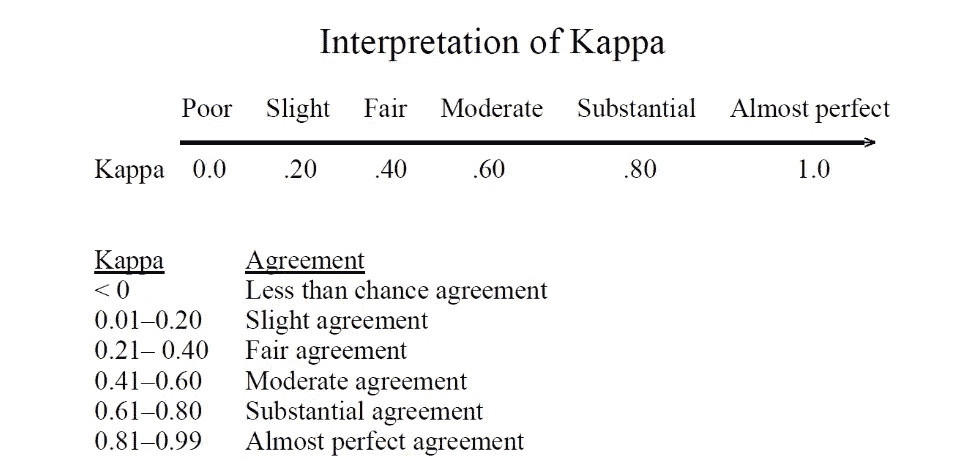 Interpretation of Kappa
Poor Slight Fair Moderate Substantial Almost perfect
Kappa 0.0 .20 .40 .60 .80 1.0
Kappa Agreement
< 0 Less than chance agreement
0.01–0.20 Slight agreement
0.21– 0.40 Fair agreement
0.41–0.60 Moderate agreement
0.61–0.80 Substantial agreement
0.81–0.99 Almost perfect agreement